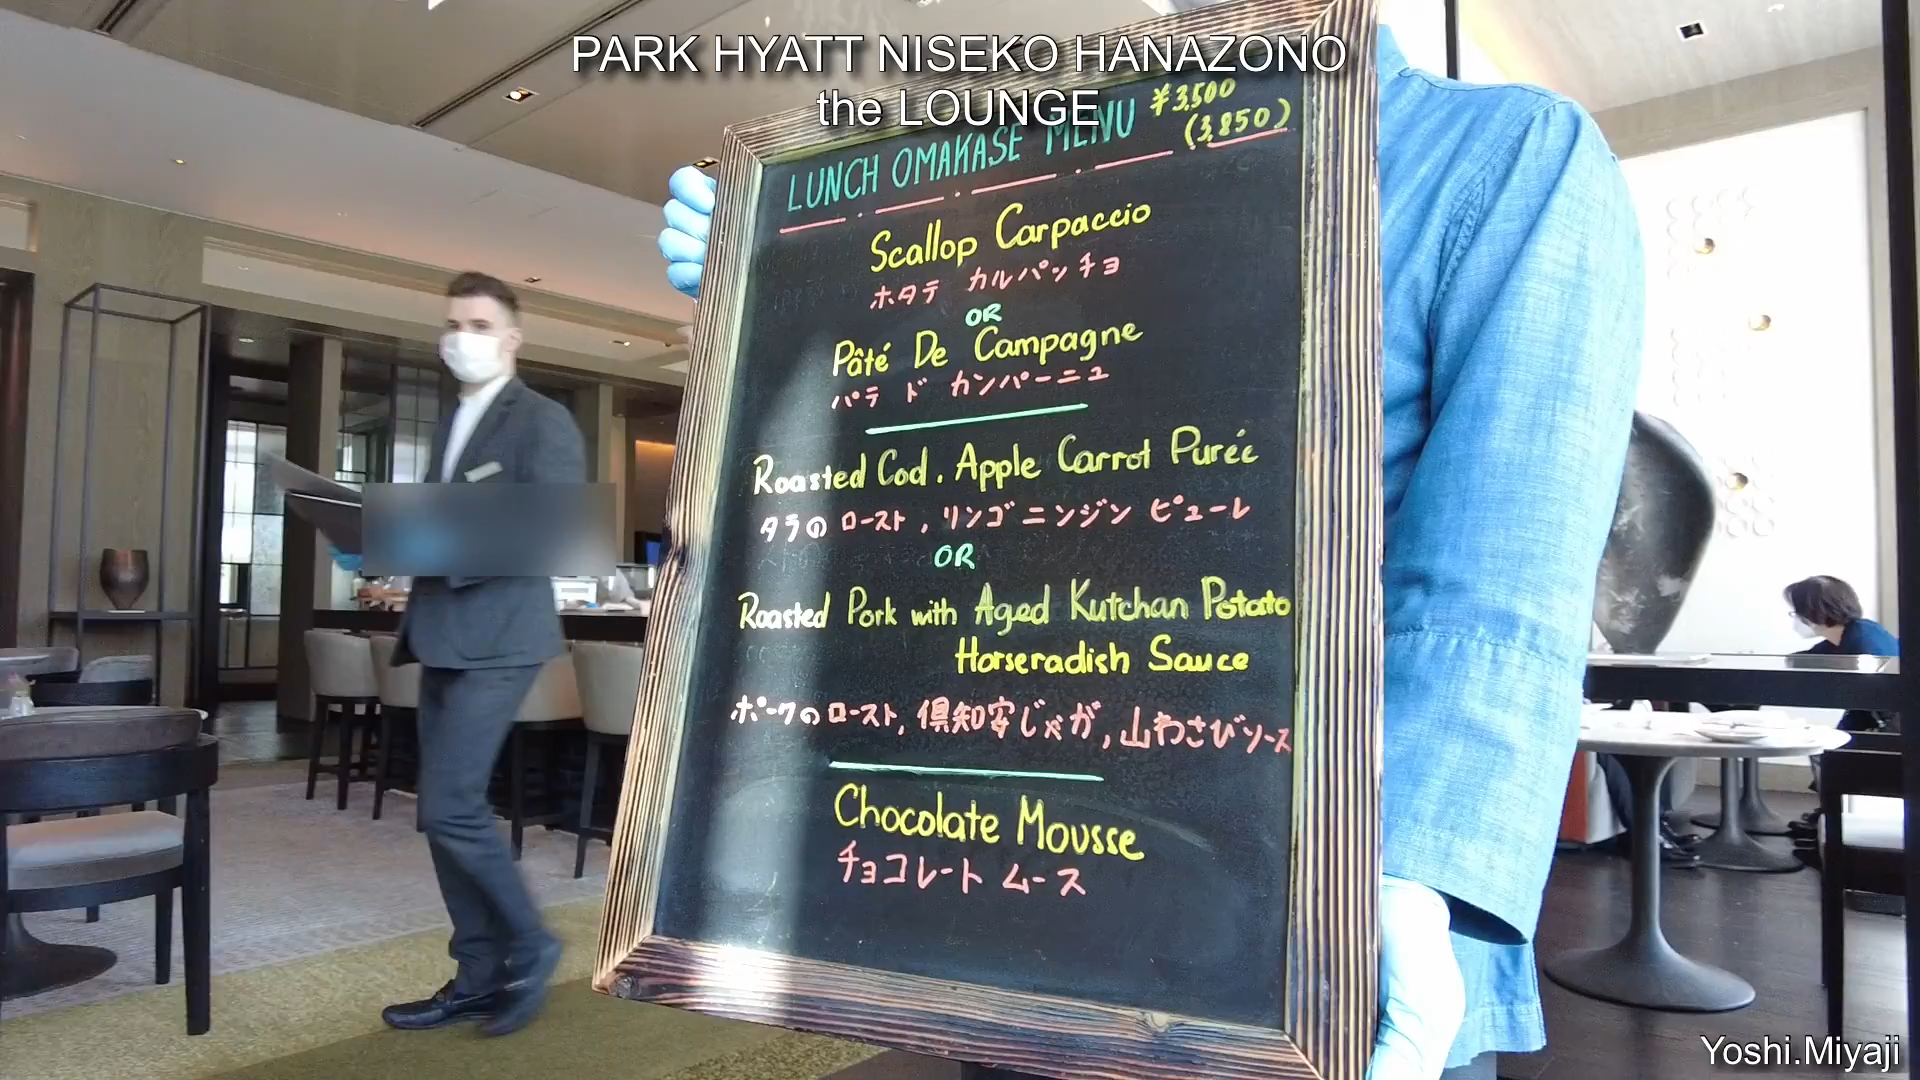 PARK HYATT NISEKO HANAZONO
the LOUNGE
LUNCH OMAKASE MENU ¥3,500
(3,850)
Scallop Carpaccio
ホタテ カルパッチョ
OR
Pâté De Campagne
パテ ド カンパーニュ
Roasted Cod. Apple Carrot Purée
タラの ロースト, リンゴ ニンジン ピューレ
OR
Roasted Pork with Aged Kutchan Potato
Horseradish Sauce
ポークの ロースト, 倶知安じゃが, 山わさびソース
Chocolate Mousse
チョコレート ムース
Yoshi.Miyaji